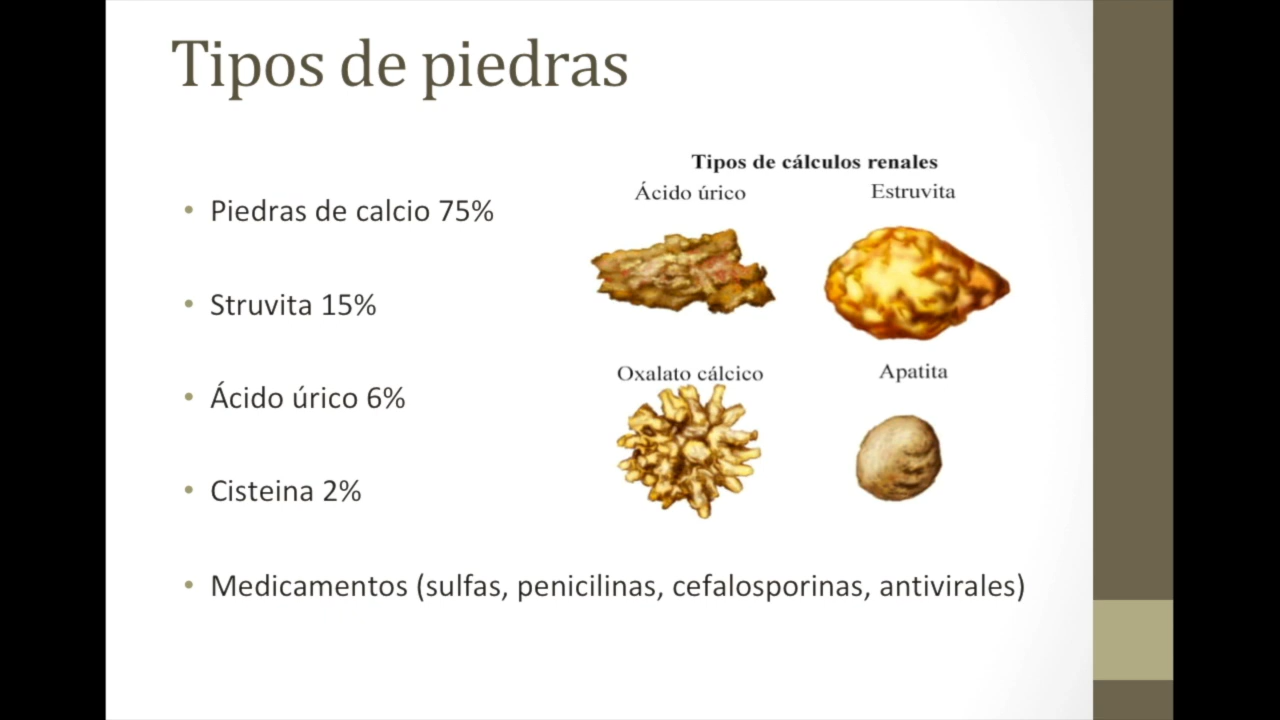 Tipos de piedras
Piedras de calcio 75%
Struvita 15%
Ácido úrico 6%
Cisteina 2%
Medicamentos (sulfas, penicilinas, cefalosporinas, antivirales)
Tipos de cálculos renales
Ácido úrico
Estruvita
Oxalato cálcico
Apatita